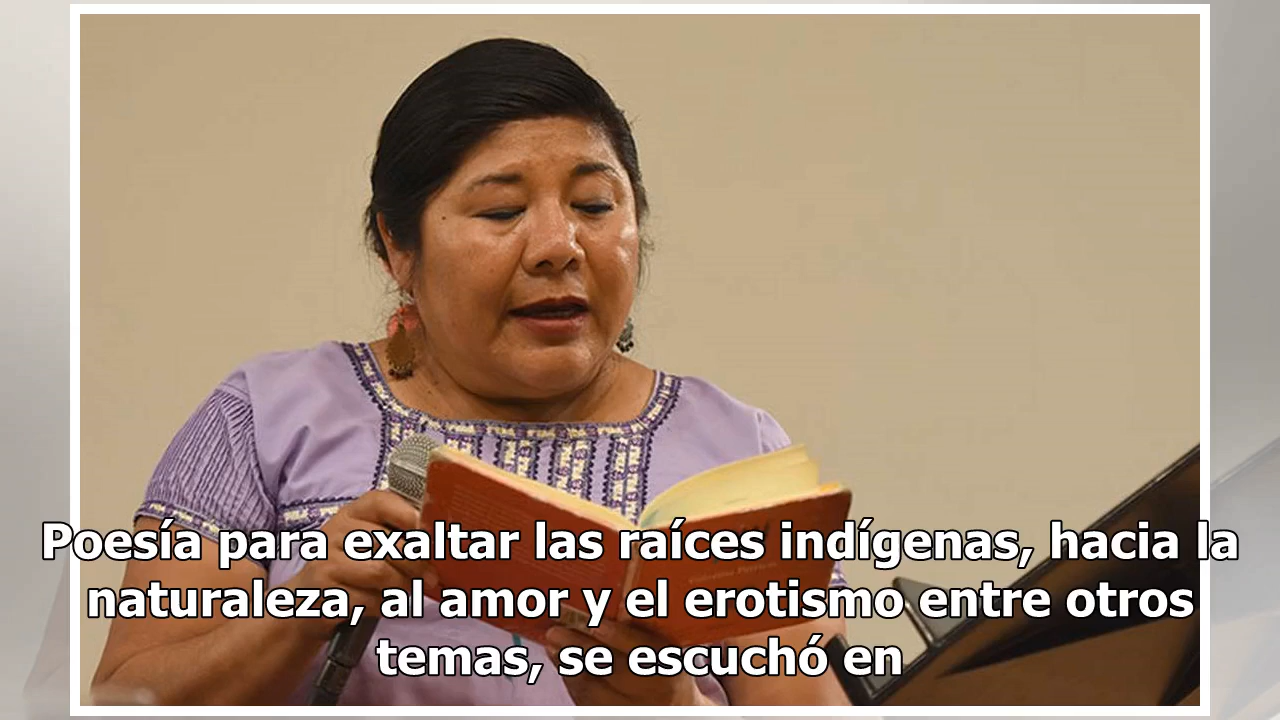 Poesía para exaltar las raíces indígenas, hacia la
naturaleza, al amor y el erotismo entre otros
temas, se escuchó en